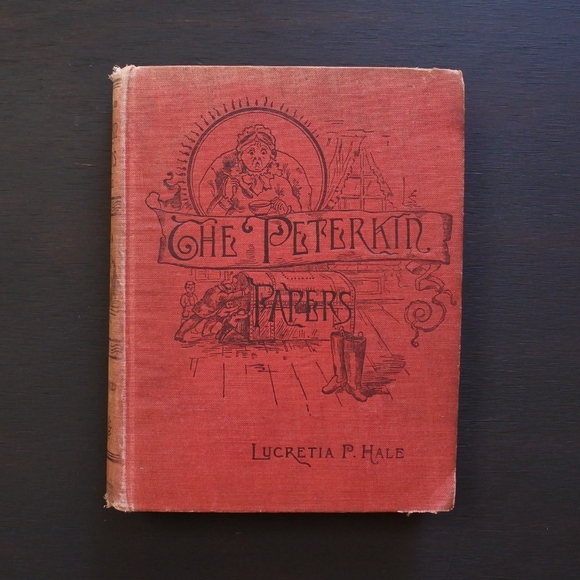 THE PETERKIN
PAPERS
LUCRETIA P. HALE